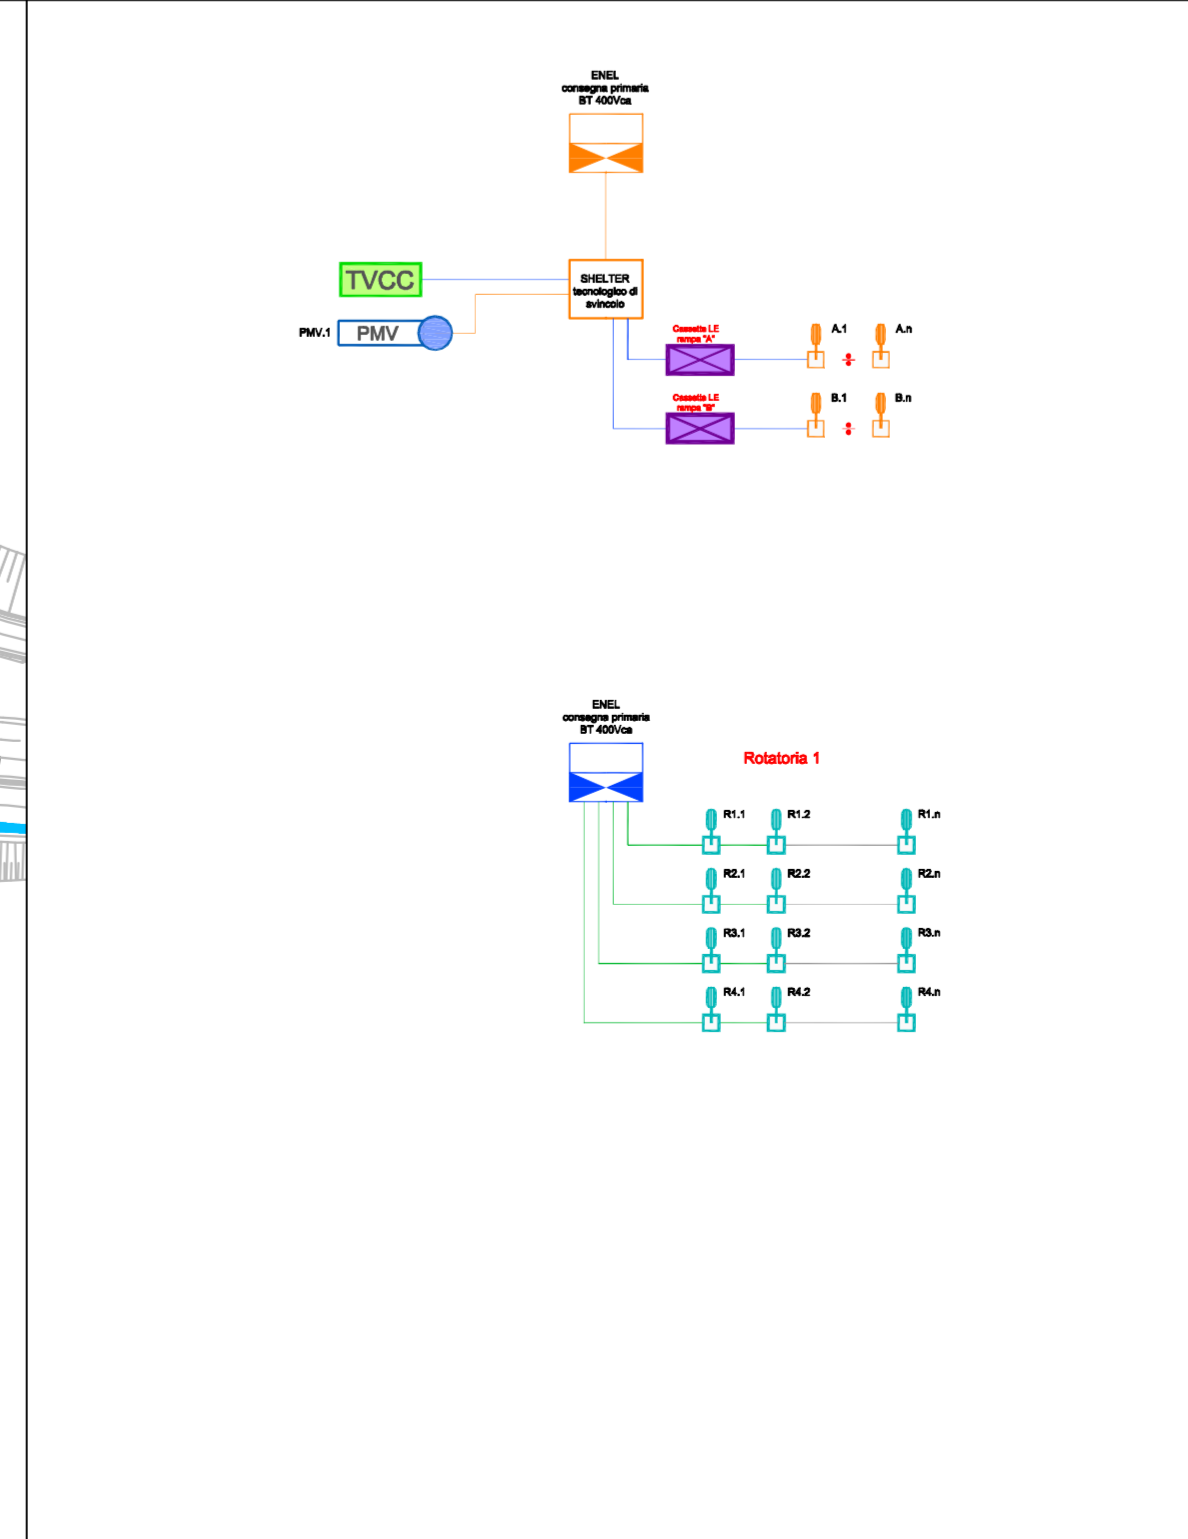 ENEL
consegna primaria
BT 400Vca
TVCC
SHELTER
tecnologico di
svincolo
PMV.1
PMV
Cassetta LE
rampa "A"
A.1
A.n
Cassetta LE
rampa "B"
B.1
B.n
ENEL
consegna primaria
BT 400Vca
Rotatoria 1
R1.1
R1.2
R1.n
R2.1
R2.2
R2.n
R3.1
R3.2
R3.n
R4.1
R4.2
R4.n